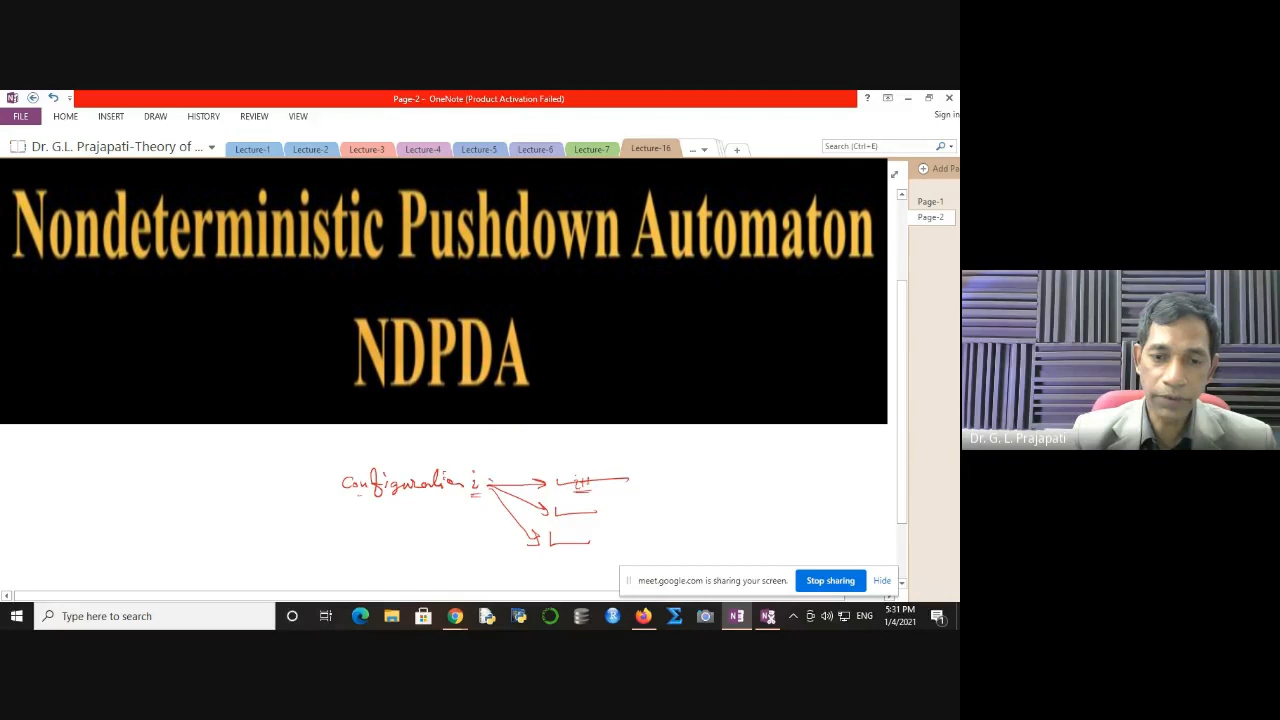 Page-2 - OneNote (Product Activation Failed)
?
FILE HOME INSERT DRAW HISTORY REVIEW VIEW
Sign in
Dr. G.L. Prajapati-Theory of ...
Lecture-1 Lecture-2 Lecture-3 Lecture-4 Lecture-5 Lecture-6 Lecture-7 Lecture-16 ... +
Search (Ctrl+E)
Add Pa
Page-1
Page-2
Nondeterministic Pushdown Automaton
NDPDA
Configuration i
i+1
Dr. G. L. Prajapati
meet.google.com is sharing your screen. Stop sharing Hide
Type here to search
ENG
5:31 PM
1/4/2021